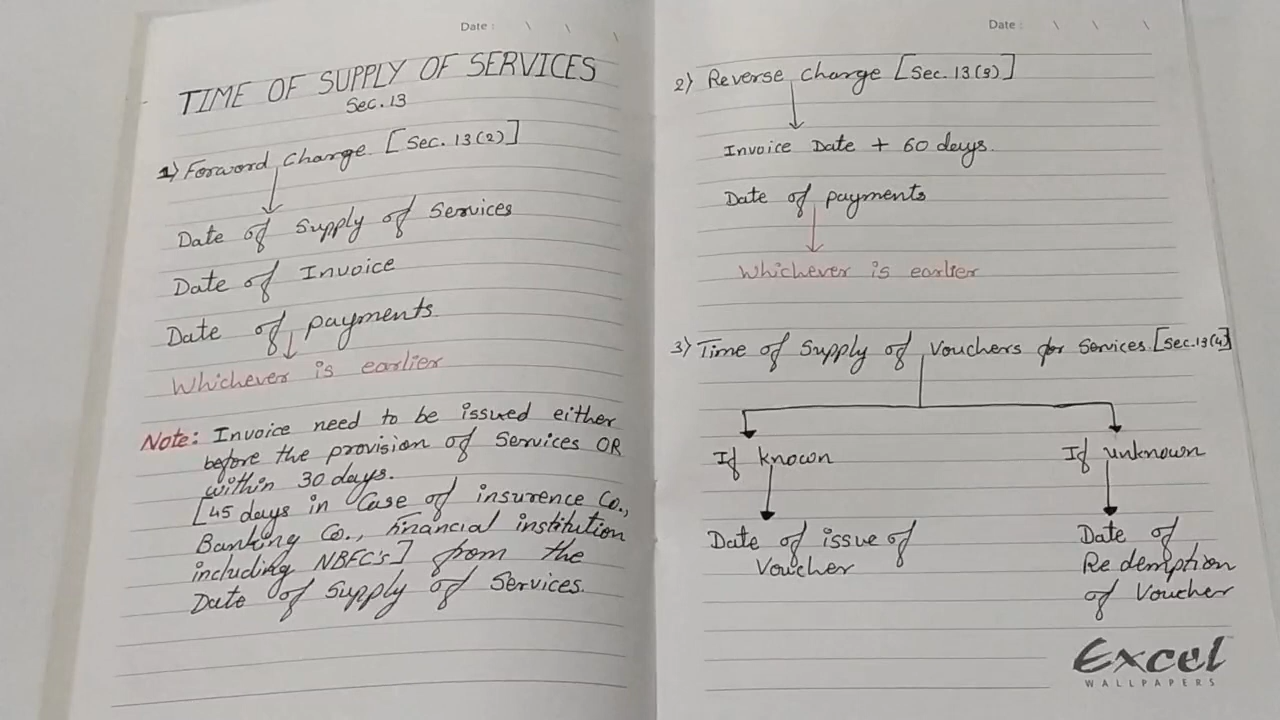 Date : \ \ \
TIME OF SUPPLY OF SERVICES
Sec. 13
1) Forword Charge [Sec. 13(2)]
Date of Supply of Services
Date of Invoice
Date of payments
Whichever is earlier
Note: Invoice need to be issued either
before the provision of Services OR
within 30 days.
[45 days in Case of insurence Co.,
Banking Co., financial institution
including NBFC's] from the
Date of Supply of Services.
Date : \ \ \
2) Reverse Charge [Sec. 13(3)]
Invoice Date + 60 days.
Date of payments
Whichever is earlier
3) Time of Supply of Vouchers for Services [Sec. 13(4)]
If known
If unknown
Date of issue of
Voucher
Date of
Redemption
of Voucher
Excel
WALLPAPERS